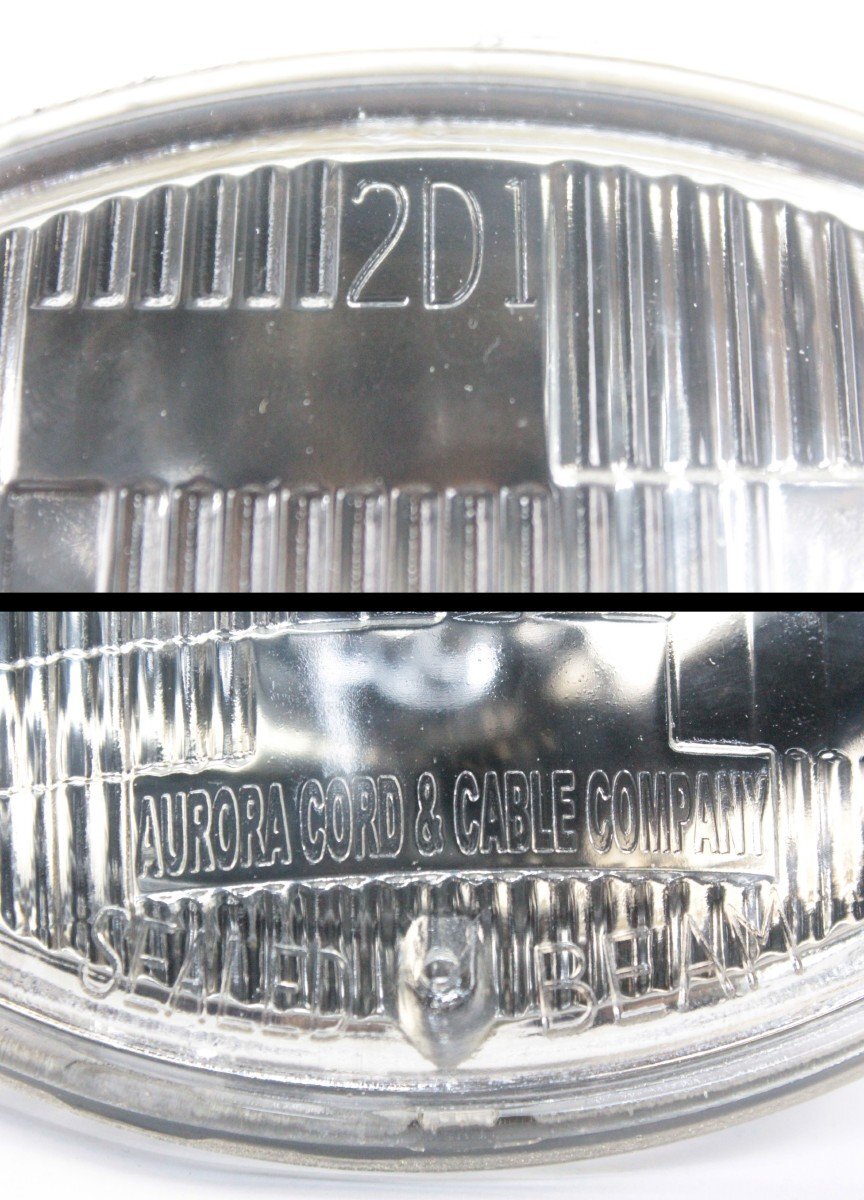 2D1
AURORA CORD & CABLE COMPANY
SEALED BEAM